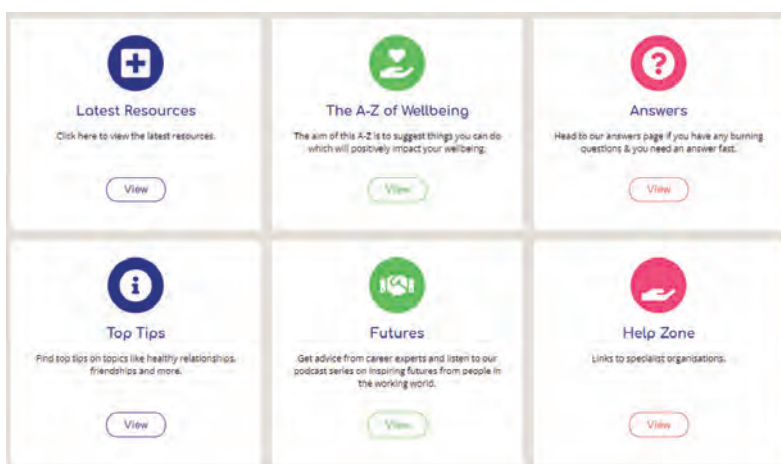 Latest Resources
Click here to view the latest resources.
View
The A-Z of Wellbeing
The aim of this A-Z is to suggest things you can do
which will positively impact your wellbeing.
View
Answers
Head to our answers page if you have any burning
questions & you need an answer fast.
View
Top Tips
Find top tips on topics like healthy relationships,
friendships and more.
View
Futures
Get advice from career experts and listen to our
podcast series on inspiring futures from people in
the working world.
View
Help Zone
Links to specialist organisations.
View